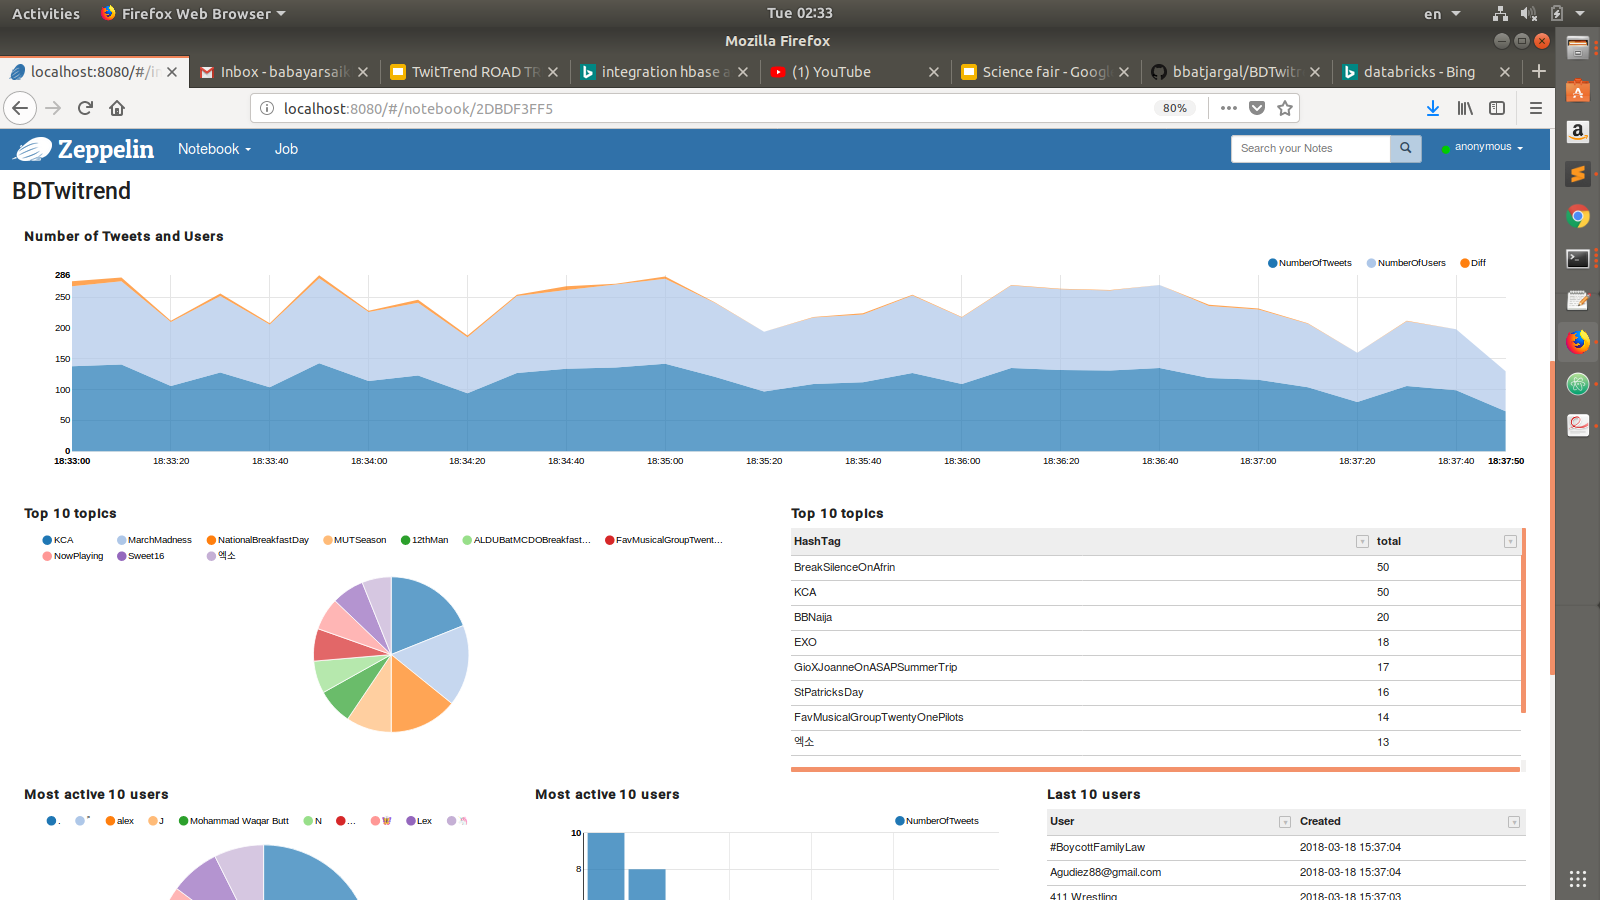 Activities Firefox Web Browser Tue 02:33 en
Mozilla Firefox
localhost:8080/#/ Inbox - babayarsaik TwitTrend ROAD TR integration hbase a (1) YouTube Science fair - Goog bbatjargal/BDTwitr databricks - Bing
localhost:8080/#/notebook/2DBDF3FF5 80%
Zeppelin Notebook Job Search your Notes anonymous
BDTwitrend
Number of Tweets and Users
NumberOfTweets NumberOfUsers Diff
286
250
200
150
100
50
0
18:33:00 18:33:20 18:33:40 18:34:00 18:34:20 18:34:40 18:35:00 18:35:20 18:35:40 18:36:00 18:36:20 18:36:40 18:37:00 18:37:20 18:37:40 18:37:50
Top 10 topics
KCA MarchMadness NationalBreakfastDay MUTSeason 12thMan ALDUBatMCDOBreakfast... FavMusicalGroupTwent...
NowPlaying Sweet16 엑소
Top 10 topics
HashTag total
BreakSilenceOnAfrin 50
KCA 50
BBNaija 20
EXO 18
GioXJoanneOnASAPSummerTrip 17
StPatricksDay 16
FavMusicalGroupTwentyOnePilots 14
엑소 13
Most active 10 users
. ˚ alex J Mohammad Waqar Butt N ... 🦋 Lex
Most active 10 users
NumberOfTweets
10
8
Last 10 users
User Created
#BoycottFamilyLaw 2018-03-18 15:37:04
Agudiez88@gmail.com 2018-03-18 15:37:04
411 Wrestling 2018-03-18 15:37:03